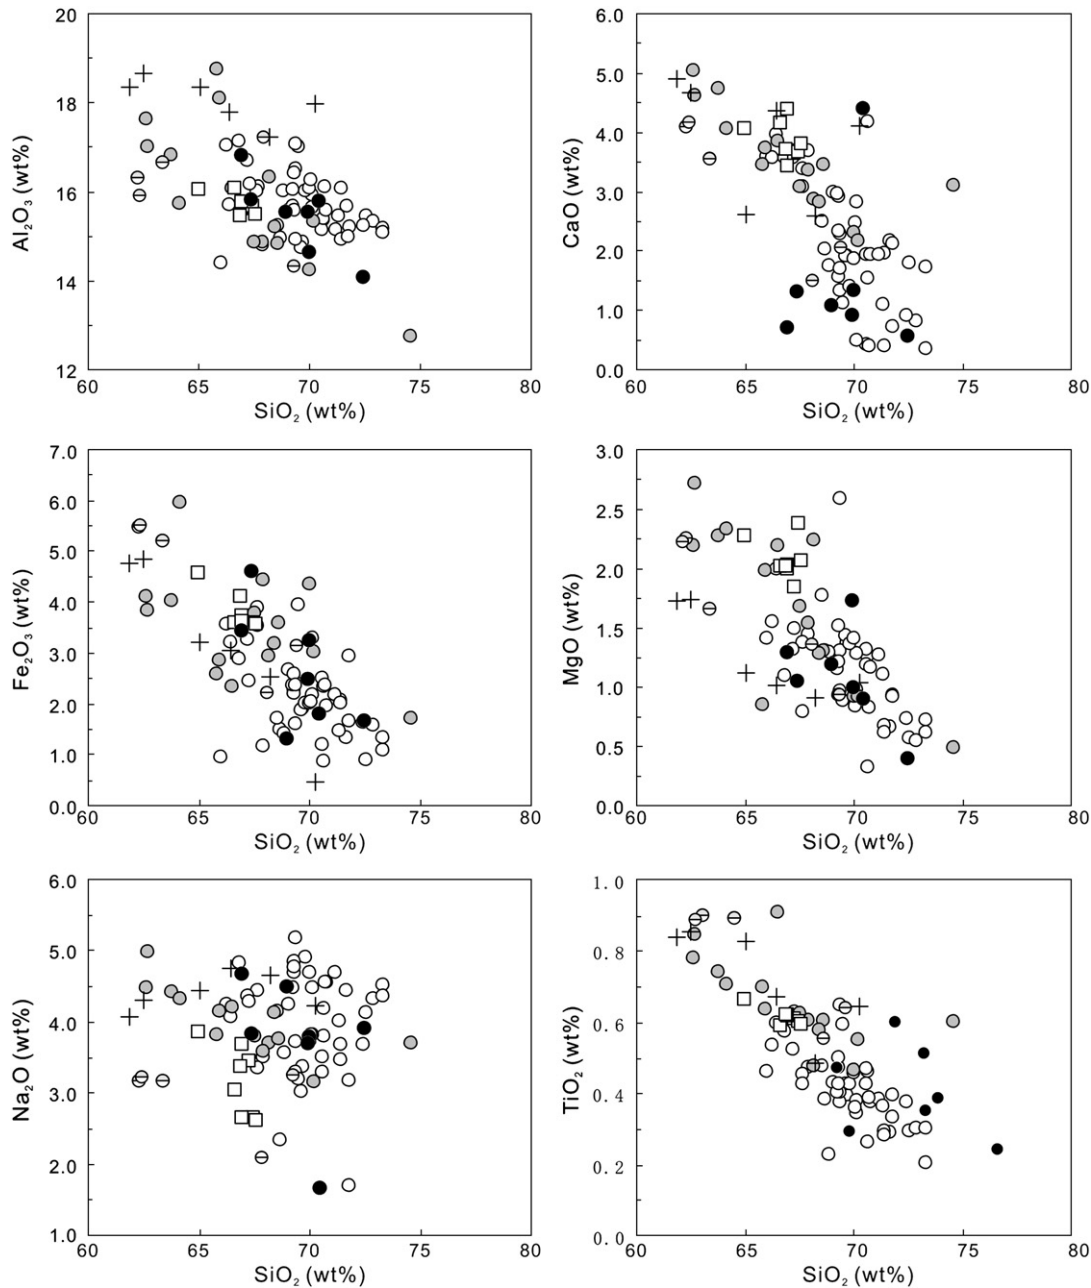 20
18
16
14
12
Al₂O₃ (wt%)
60 65 70 75 80
SiO₂ (wt%)
6.0
5.0
4.0
3.0
2.0
1.0
0.0
CaO (wt%)
60 65 70 75 80
SiO₂ (wt%)
7.0
6.0
5.0
4.0
3.0
2.0
1.0
0.0
Fe₂O₃ (wt%)
60 65 70 75 80
SiO₂ (wt%)
3.0
2.5
2.0
1.5
1.0
0.5
0.0
MgO (wt%)
60 65 70 75 80
SiO₂ (wt%)
6.0
5.0
4.0
3.0
2.0
1.0
Na₂O (wt%)
60 65 70 75 80
SiO₂ (wt%)
1.0
0.8
0.6
0.4
0.2
0.0
TiO₂ (wt%)
60 65 70 75 80
SiO₂ (wt%)